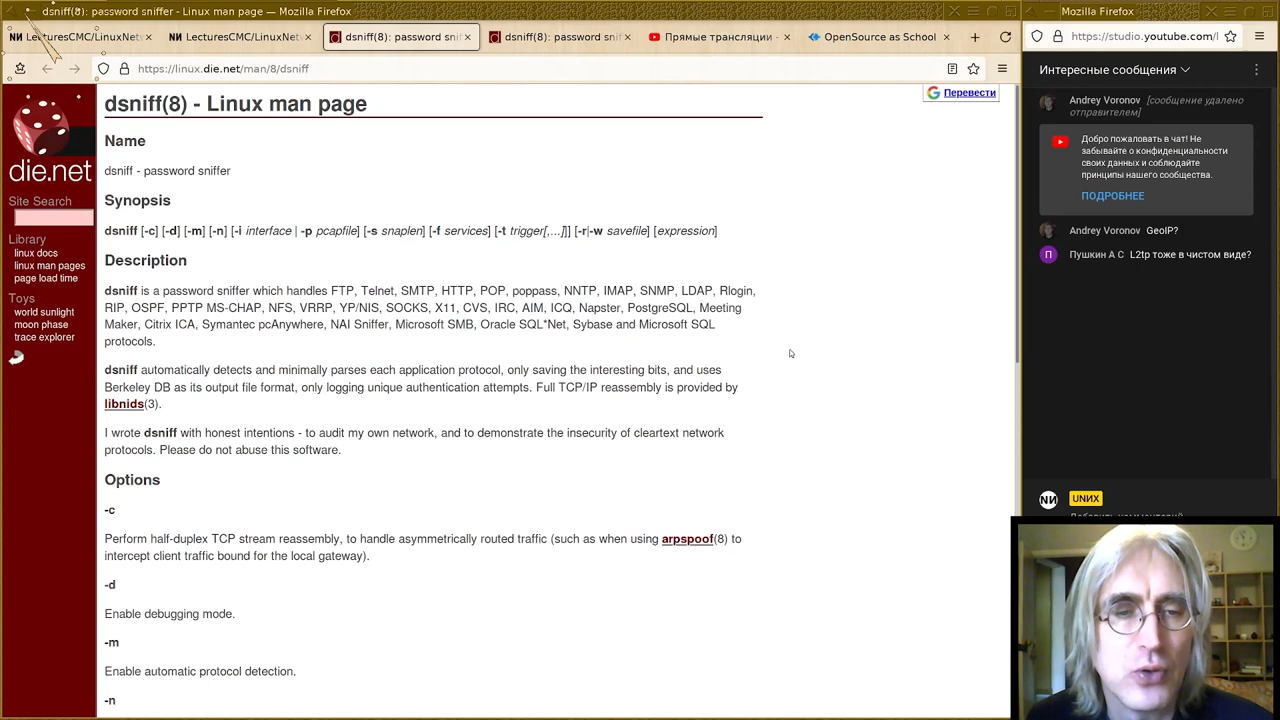 dsniff(8): password sniffer - Linux man page — Mozilla Firefox
Mozilla Firefox
LecturesCMC/LinuxNetw
LecturesCMC/LinuxNetw
dsniff(8): password snif
dsniff(8): password snif
Прямые трансляции -
OpenSource as School
https://linux.die.net/man/8/dsniff
https://studio.youtube.com/l
die.net
Site Search
Library
linux docs
linux man pages
page load time
Toys
world sunlight
moon phase
trace explorer
Перевести
dsniff(8) - Linux man page
Name
dsniff - password sniffer
Synopsis
dsniff [-c] [-d] [-m] [-n] [-i interface | -p pcapfile] [-s snaplen] [-f services] [-t trigger[,...]] [-r|-w savefile] [expression]
Description
dsniff is a password sniffer which handles FTP, Telnet, SMTP, HTTP, POP, poppass, NNTP, IMAP, SNMP, LDAP, Rlogin,
RIP, OSPF, PPTP MS-CHAP, NFS, VRRP, YP/NIS, SOCKS, X11, CVS, IRC, AIM, ICQ, Napster, PostgreSQL, Meeting
Maker, Citrix ICA, Symantec pcAnywhere, NAI Sniffer, Microsoft SMB, Oracle SQL*Net, Sybase and Microsoft SQL
protocols.
dsniff automatically detects and minimally parses each application protocol, only saving the interesting bits, and uses
Berkeley DB as its output file format, only logging unique authentication attempts. Full TCP/IP reassembly is provided by
libnids(3).
I wrote dsniff with honest intentions - to audit my own network, and to demonstrate the insecurity of cleartext network
protocols. Please do not abuse this software.
Options
-c
Perform half-duplex TCP stream reassembly, to handle asymmetrically routed traffic (such as when using arpspoof(8) to
intercept client traffic bound for the local gateway).
-d
Enable debugging mode.
-m
Enable automatic protocol detection.
-n
Интересные сообщения
Andrey Voronov [сообщение удалено
отправителем]
Добро пожаловать в чат! Не
забывайте о конфиденциальности
своих данных и соблюдайте
принципы нашего сообщества.
ПОДРОБНЕЕ
Andrey Voronov GeoIP?
П Пушкин А С L2tp тоже в чистом виде?
UNИX